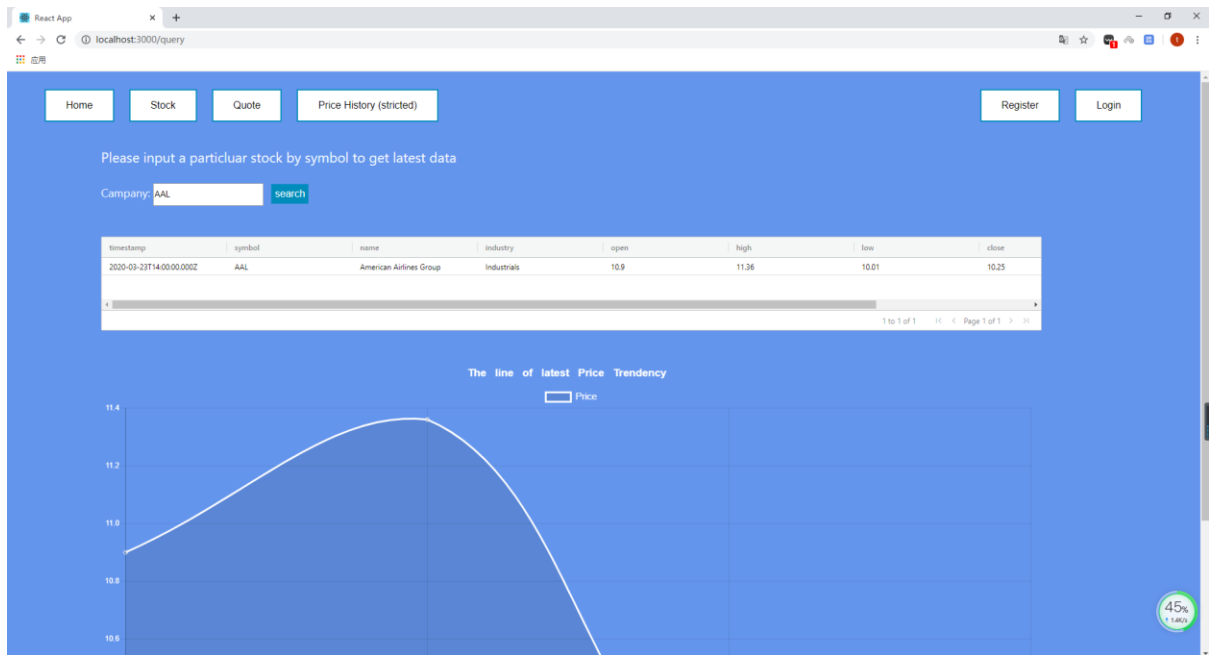 React App
localhost:3000/query
应用
Home Stock Quote Price History (stricted) Register Login
Please input a particluar stock by symbol to get latest data
Campany: AAL search
timestamp symbol name industry open high low close
2020-03-23T14:00:00.000Z AAL American Airlines Group Industrials 10.9 11.36 10.01 10.25
1 to 1 of 1 Page 1 of 1
The line of latest Price Trendency
Price
11.4
11.2
11.0
10.8
10.6
45%
1.6K/s